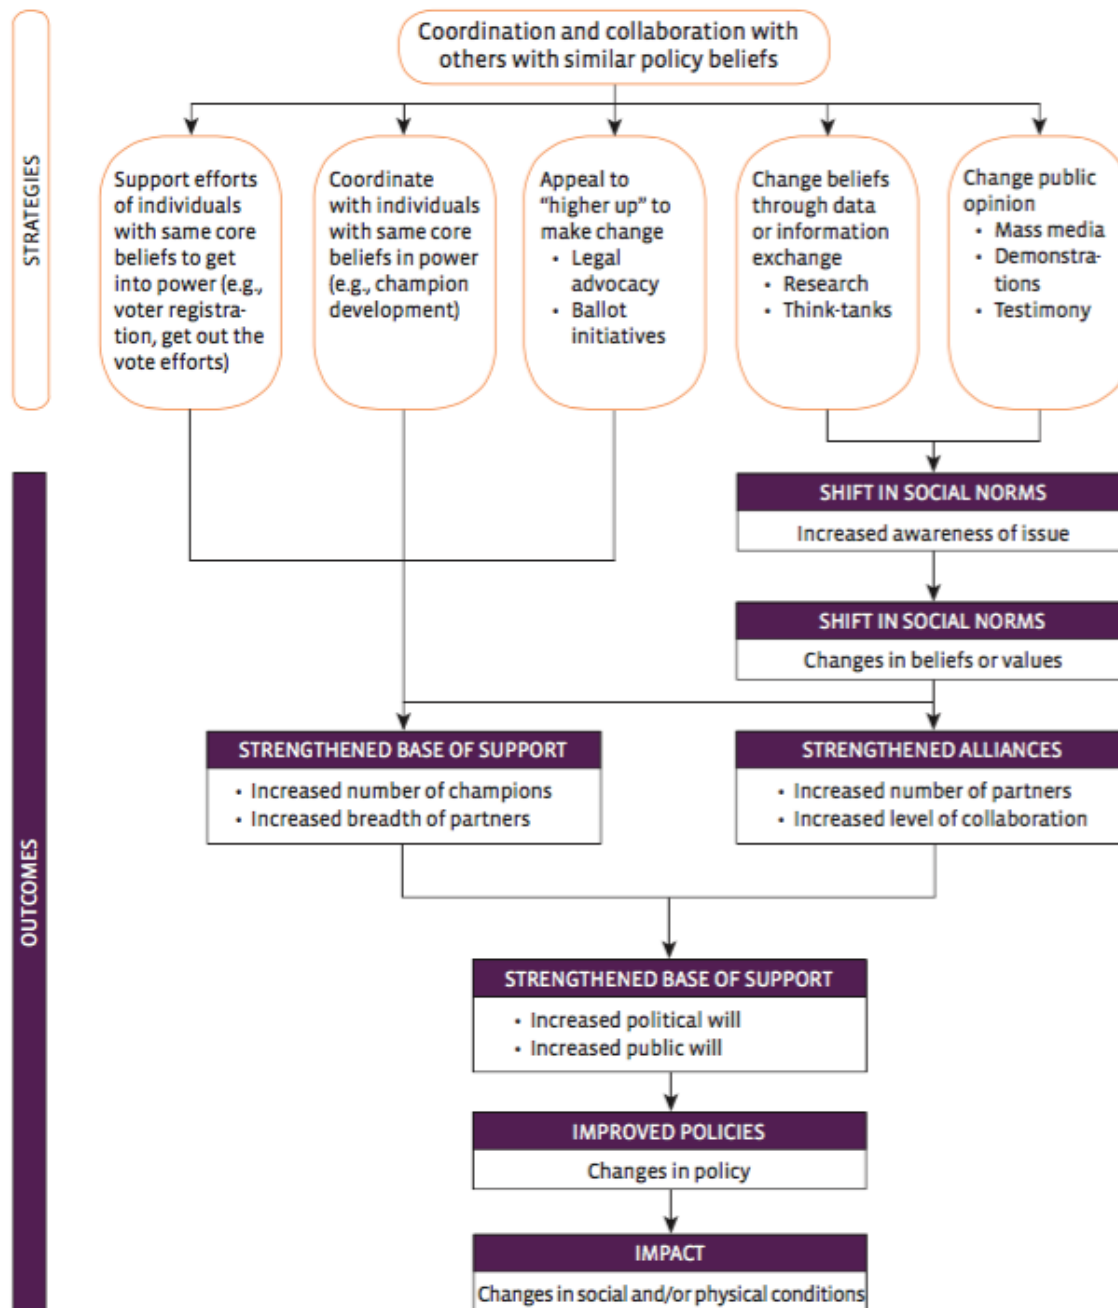 Coordination and collaboration with
others with similar policy beliefs
STRATEGIES
Support efforts
of individuals
with same core
beliefs to get
into power (e.g.,
voter registra-
tion, get out the
vote efforts)
Coordinate
with individuals
with same core
beliefs in power
(e.g., champion
development)
Appeal to
“higher up” to
make change
• Legal
advocacy
• Ballot
initiatives
Change beliefs
through data
or information
exchange
• Research
• Think-tanks
Change public
opinion
• Mass media
• Demonstra-
tions
• Testimony
OUTCOMES
SHIFT IN SOCIAL NORMS
Increased awareness of issue
SHIFT IN SOCIAL NORMS
Changes in beliefs or values
STRENGTHENED BASE OF SUPPORT
• Increased number of champions
• Increased breadth of partners
STRENGTHENED ALLIANCES
• Increased number of partners
• Increased level of collaboration
STRENGTHENED BASE OF SUPPORT
• Increased political will
• Increased public will
IMPROVED POLICIES
Changes in policy
IMPACT
Changes in social and/or physical conditions